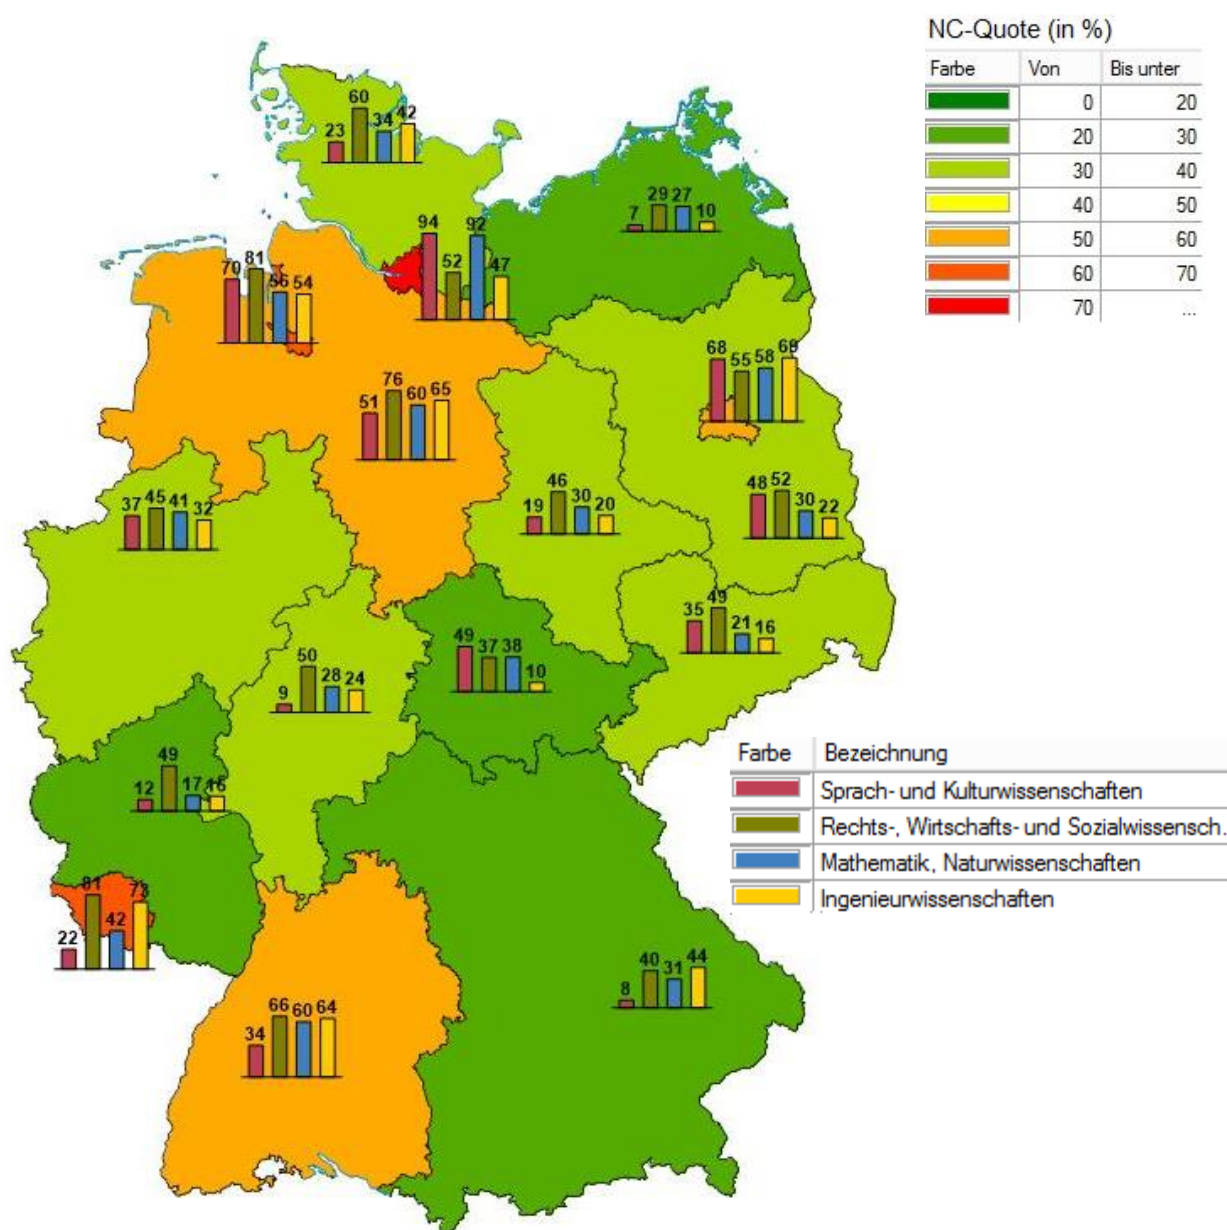 NC-Quote (in %)
Farbe Von Bis unter
0 20
20 30
30 40
40 50
50 60
60 70
70 ...
23 60 34 42
7 29 27 10
94 52 92 47
70 81 56 54
68 55 58 69
51 76 60 65
37 45 41 32
19 46 30 20
48 52 30 22
35 49 21 16
49 37 38 10
9 50 28 24
12 49 17 16
Farbe Bezeichnung
Sprach- und Kulturwissenschaften
Rechts-, Wirtschafts- und Sozialwissensch.
Mathematik, Naturwissenschaften
Ingenieurwissenschaften
22 81 42 73
8 40 31 44
34 66 60 64